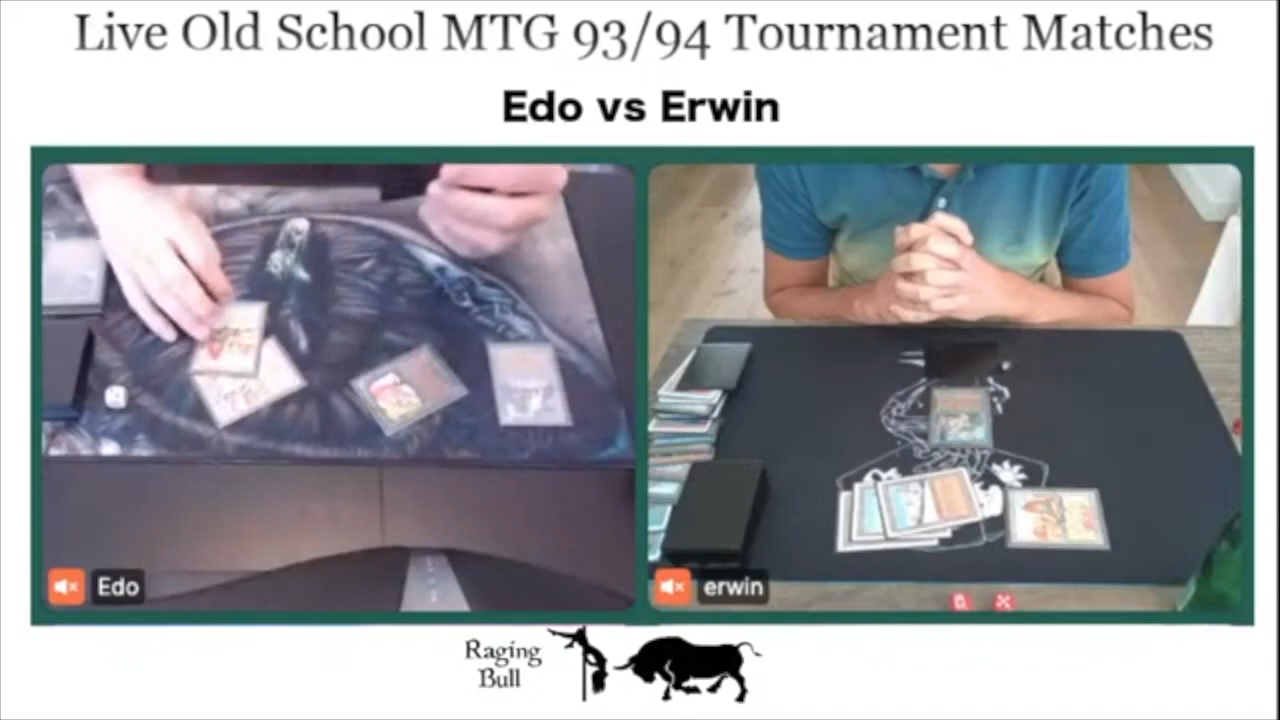 Live Old School MTG 93/94 Tournament Matches
Edo vs Erwin
Edo
erwin
Raging
Bull